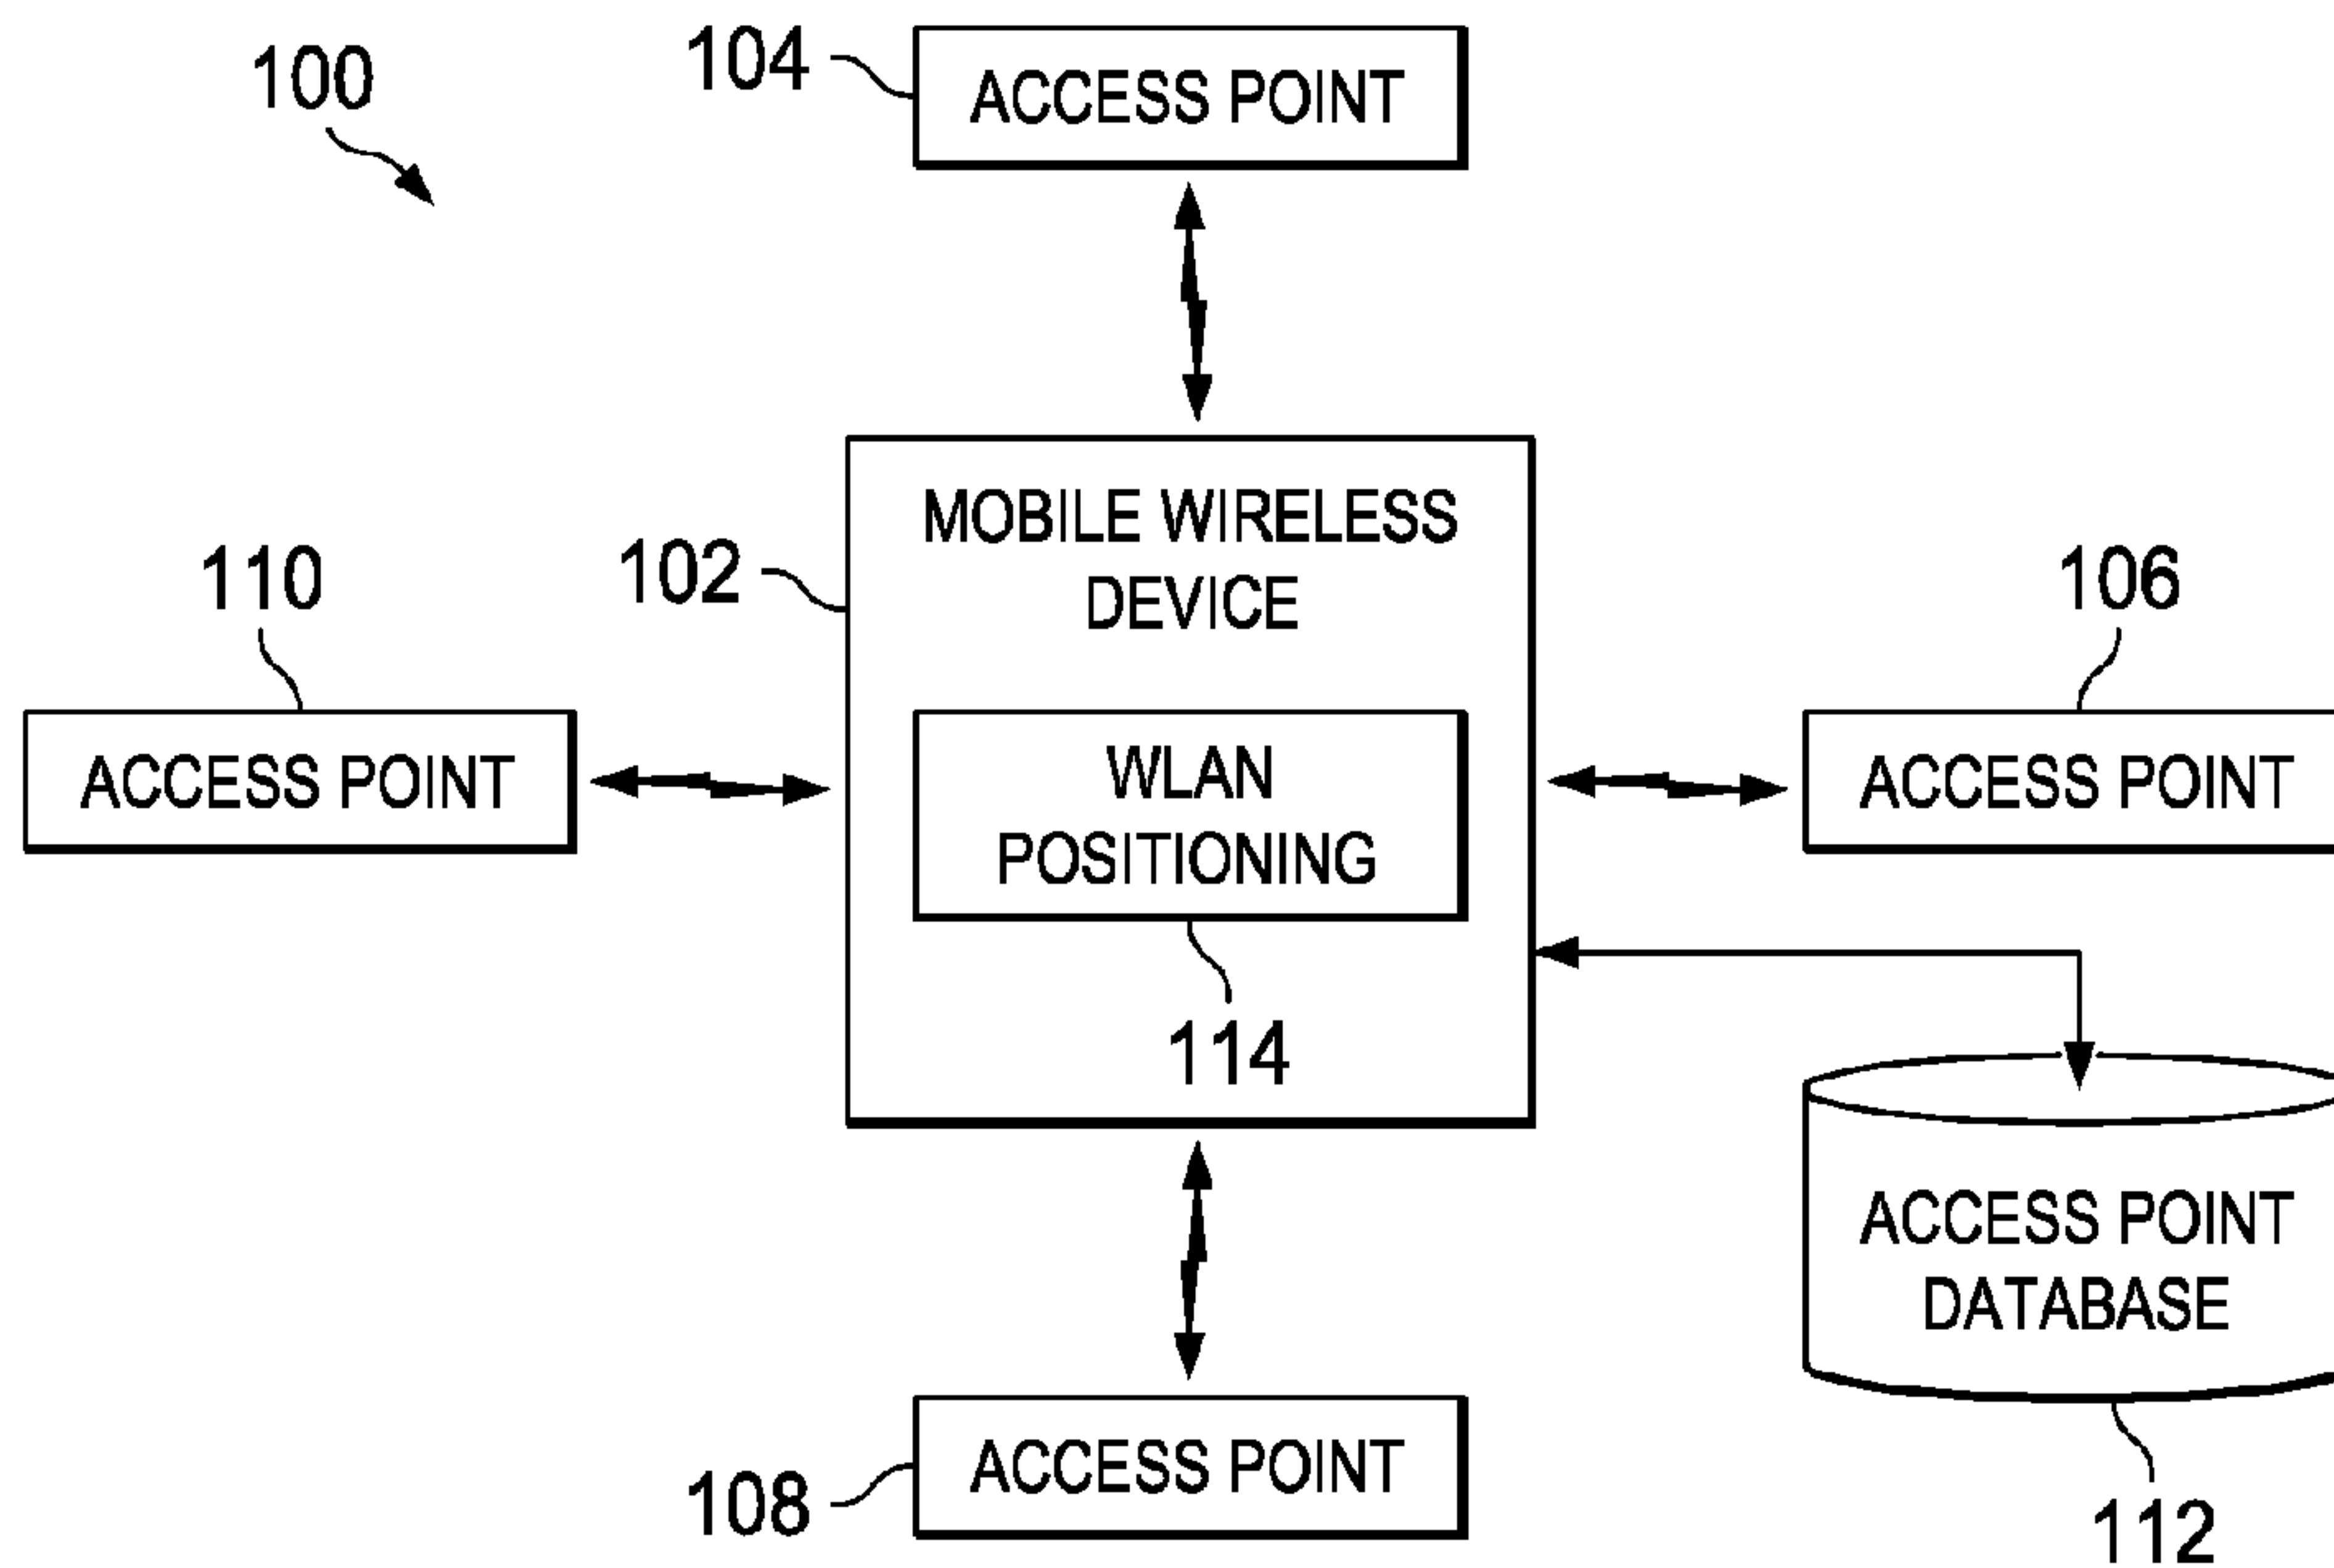 100
104
ACCESS POINT
MOBILE WIRELESS
DEVICE
102
110
106
ACCESS POINT
WLAN
POSITIONING
ACCESS POINT
114
ACCESS POINT
DATABASE
108
ACCESS POINT
112